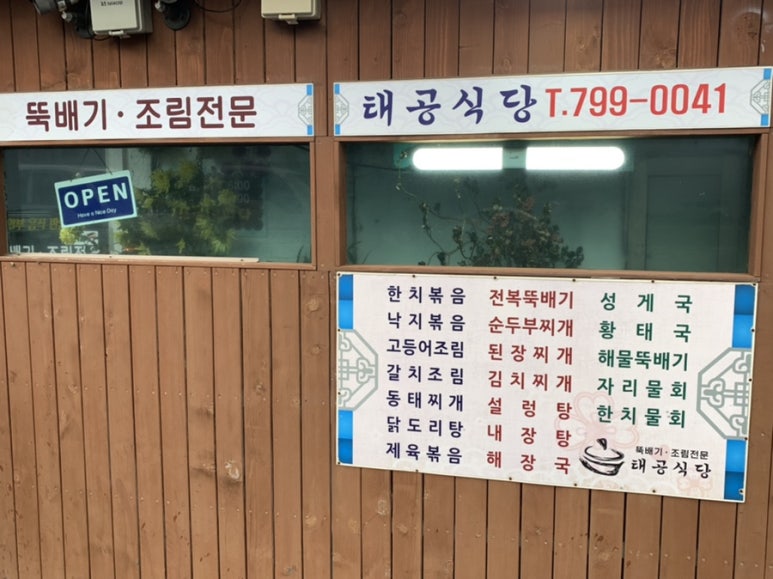 뚝배기·조림전문
태공식당 T.799-0041
OPEN
Have a Nice Day
한치볶음
낙지볶음
고등어조림
갈치조림
동태찌개
닭도리탕
제육볶음
전복뚝배기
순두부찌개
된장찌개
김치찌개
설렁탕
내장탕
해장국
성게국
황태국
해물뚝배기
자리물회
한치물회
뚝배기·조림전문
태공식당